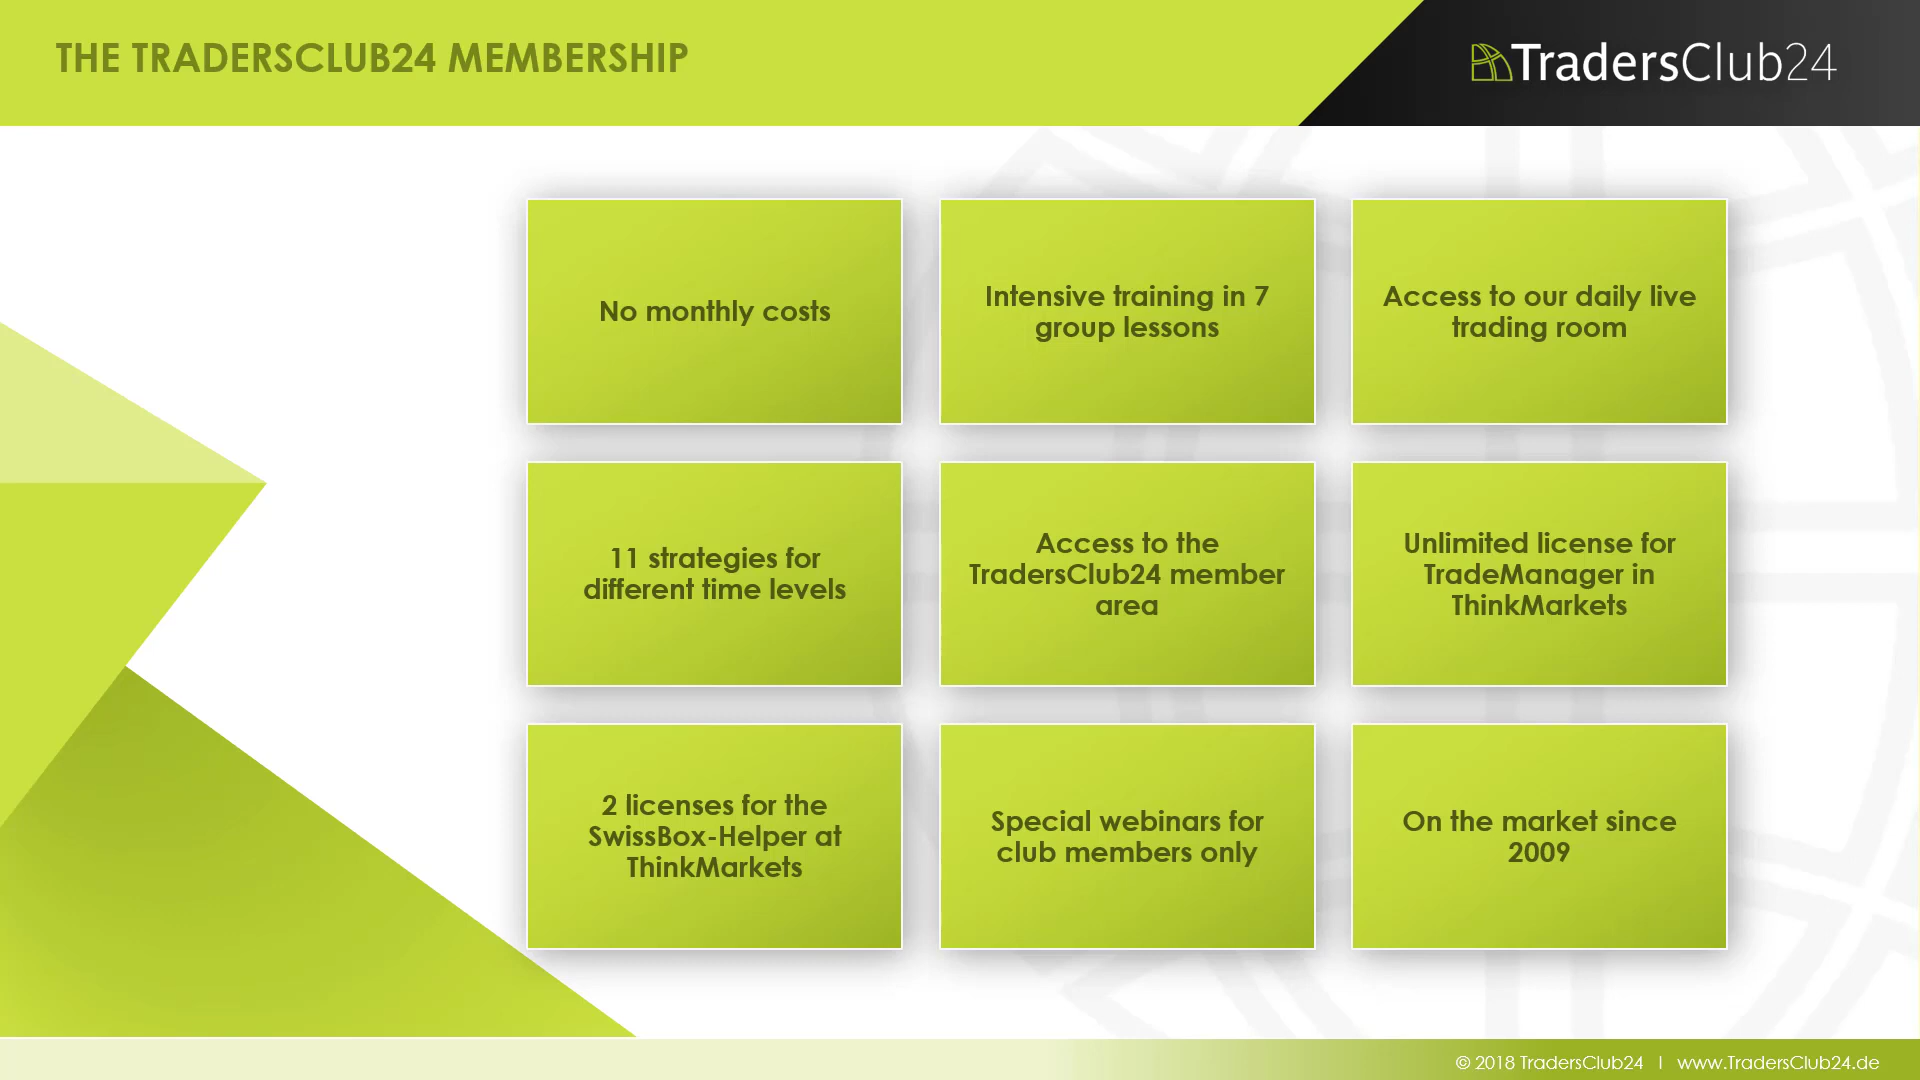 THE TRADERSCLUB24 MEMBERSHIP
TradersClub24
No monthly costs
Intensive training in 7
group lessons
Access to our daily live
trading room
11 strategies for
different time levels
Access to the
TradersClub24 member
area
Unlimited license for
TradeManager in
ThinkMarkets
2 licenses for the
SwissBox-Helper at
ThinkMarkets
Special webinars for
club members only
On the market since
2009
© 2018 TradersClub24 | www.TradersClub24.de